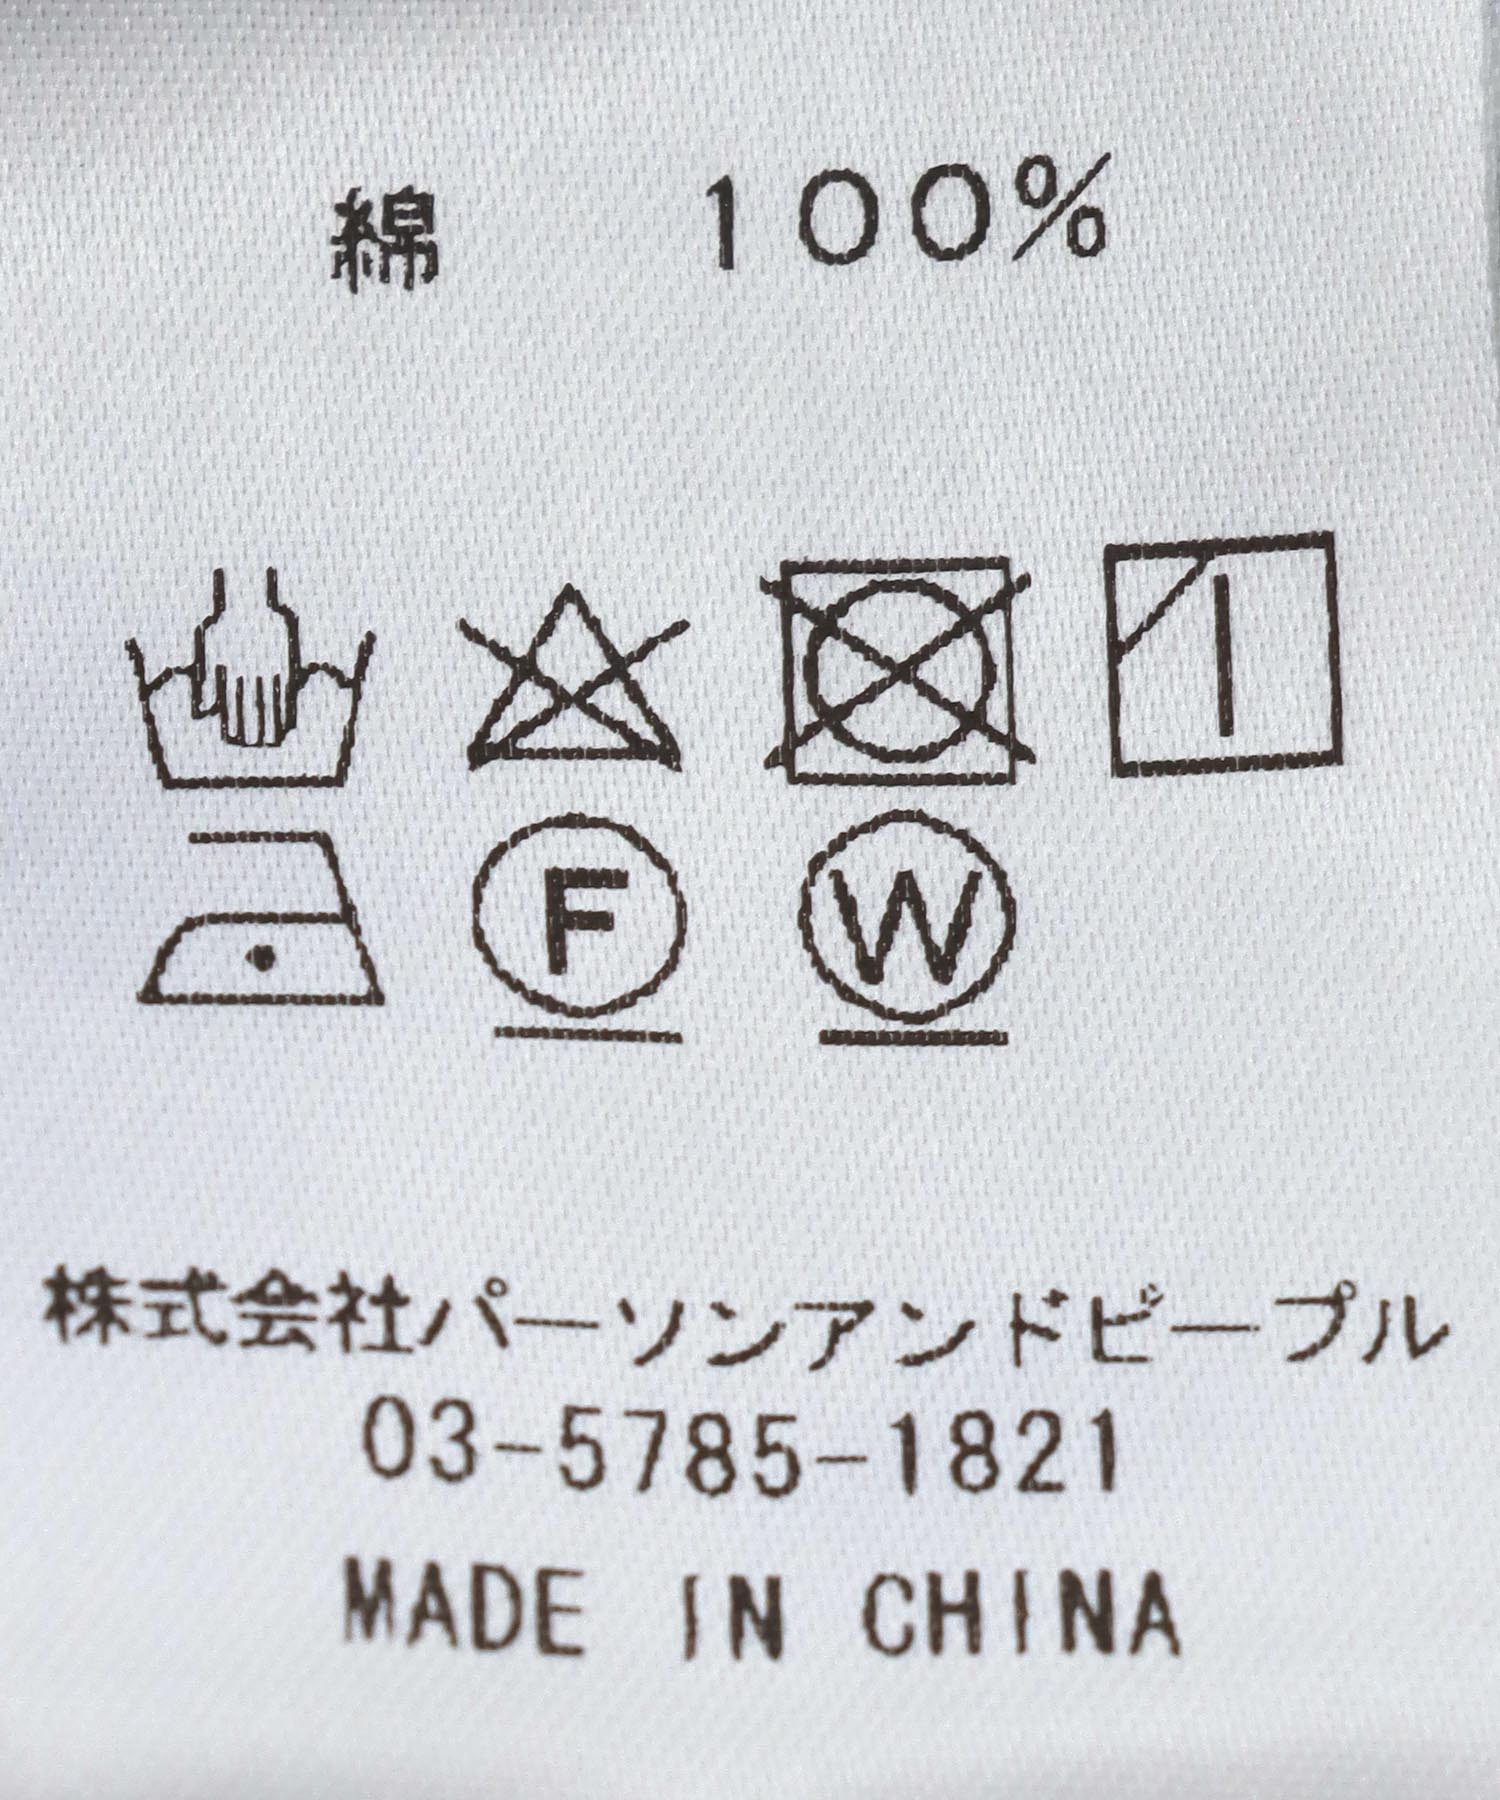 綿 100%
F W
株式会社パーソンアンドピープル
03-5785-1821
MADE IN CHINA